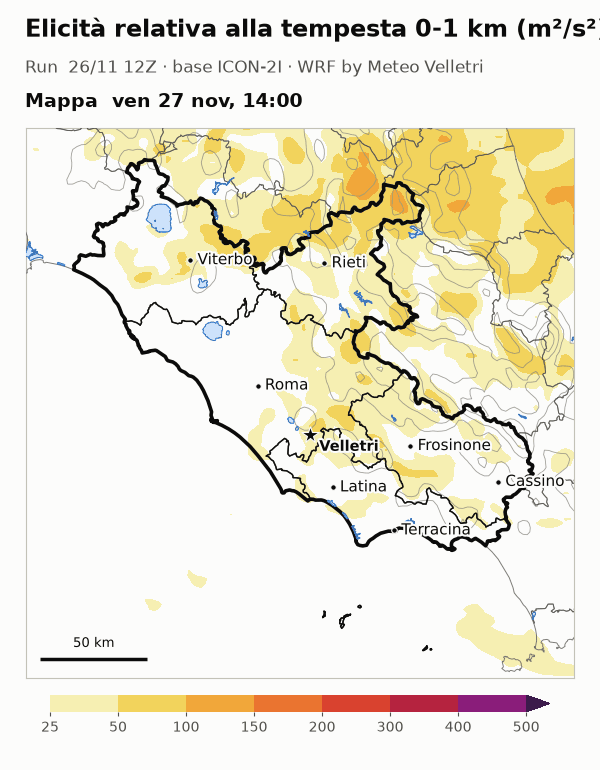 Elicità relativa alla tempesta 0-1 km (m²/s²)
Run 26/11 12Z · base ICON-2I · WRF by Meteo Velletri
Mappa ven 27 nov, 14:00
Viterbo
Rieti
Roma
Velletri
Frosinone
Latina
Cassino
Terracina
50 km
25 50 100 150 200 300 400 500